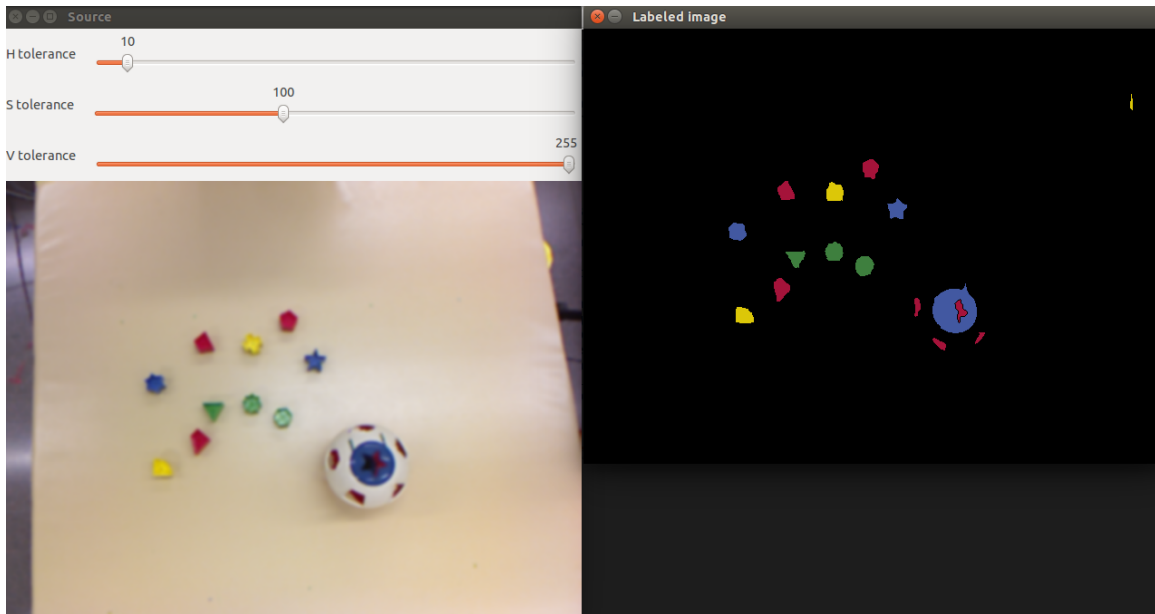 Source
10
H tolerance
100
S tolerance
255
V tolerance
Labeled image